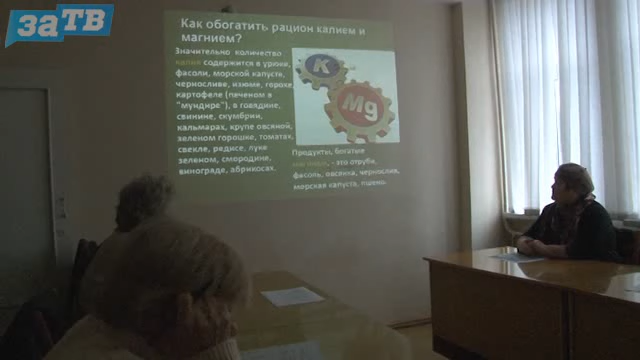 заТВ
Как обогатить рацион калием и
магнием?
Значительно количество
калия содержится в урюке,
фасоли, морской капусте,
черносливе, изюме, горохе,
картофеле (печеном в
"мундире"), в говядине,
свинине, скумбрии,
кальмарах, крупе овсяной,
зеленом горошке, томатах,
свекле, редисе, луке
зеленом, смородине,
винограде, абрикосах.
K
Mg
Продукты, богатые
магнием, - это отруби,
фасоль, овсянка, чернослив,
морская капуста, пшено.